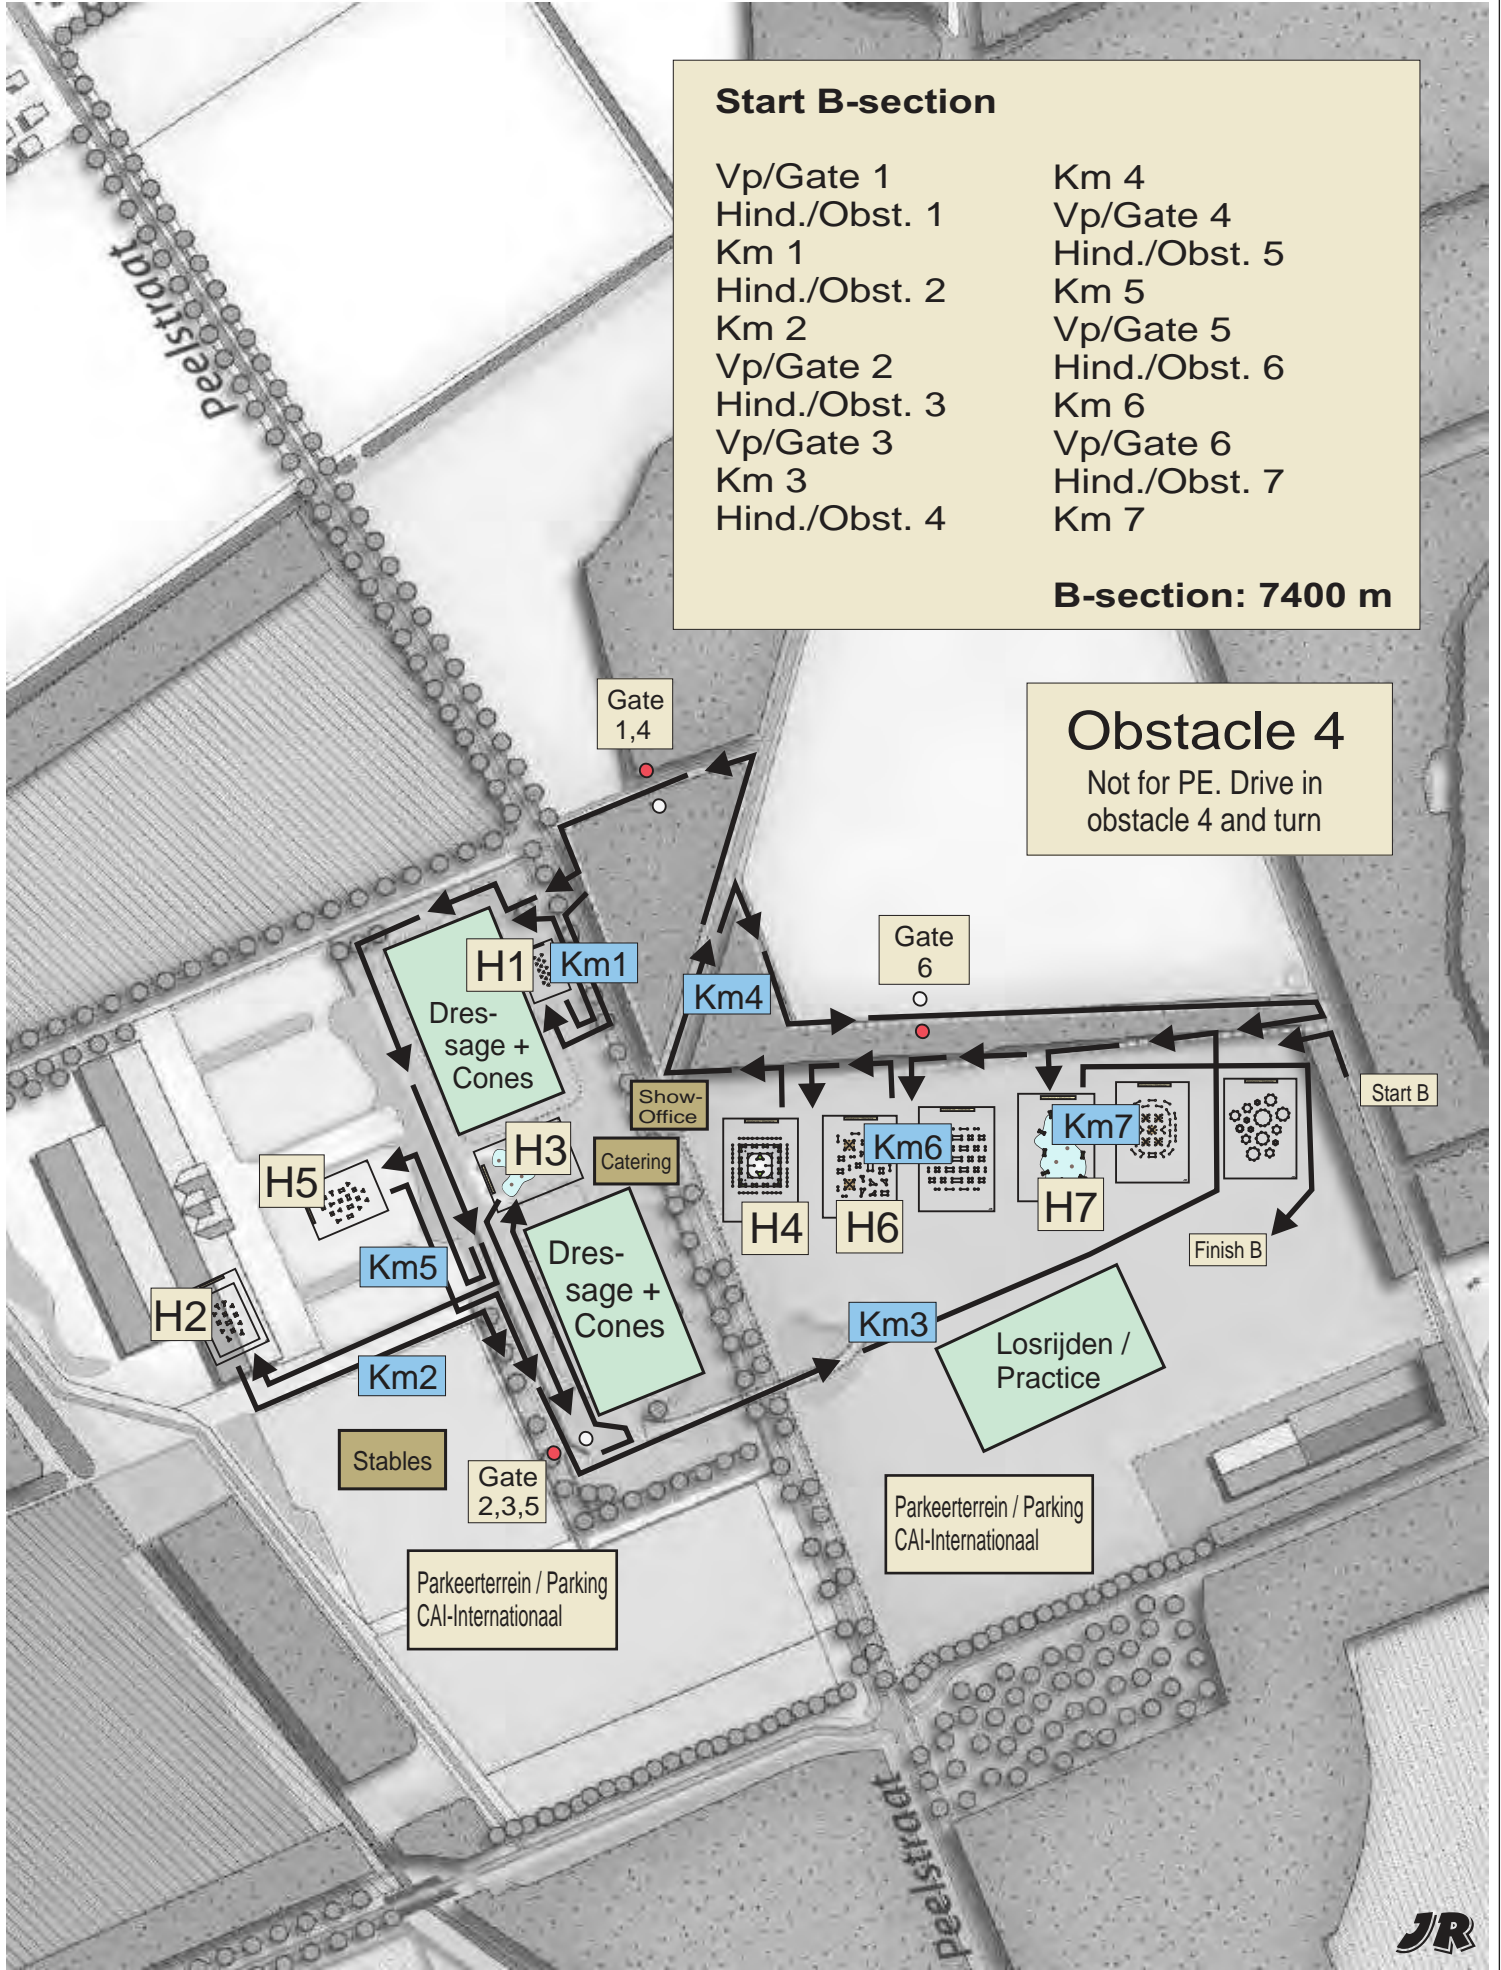 Start B-section
Vp/Gate 1
Hind./Obst. 1
Km 1
Hind./Obst. 2
Km 2
Vp/Gate 2
Hind./Obst. 3
Vp/Gate 3
Km 3
Hind./Obst. 4
Km 4
Vp/Gate 4
Hind./Obst. 5
Km 5
Vp/Gate 5
Hind./Obst. 6
Km 6
Vp/Gate 6
Hind./Obst. 7
Km 7
B-section: 7400 m
Peelstraat
Gate
1,4
Obstacle 4
Not for PE. Drive in
obstacle 4 and turn
Gate
6
H1
Km1
Km4
Dres-
sage +
Cones
Show-
Office
Start B
H3
Catering
Km6
Km7
H5
H4
H6
H7
Km5
Dres-
sage +
Cones
Finish B
H2
Km3
Km2
Losrijden /
Practice
Stables
Gate
2,3,5
Parkeerterrein / Parking
CAI-Internationaal
Parkeerterrein / Parking
CAI-Internationaal
Peelstraat
JR